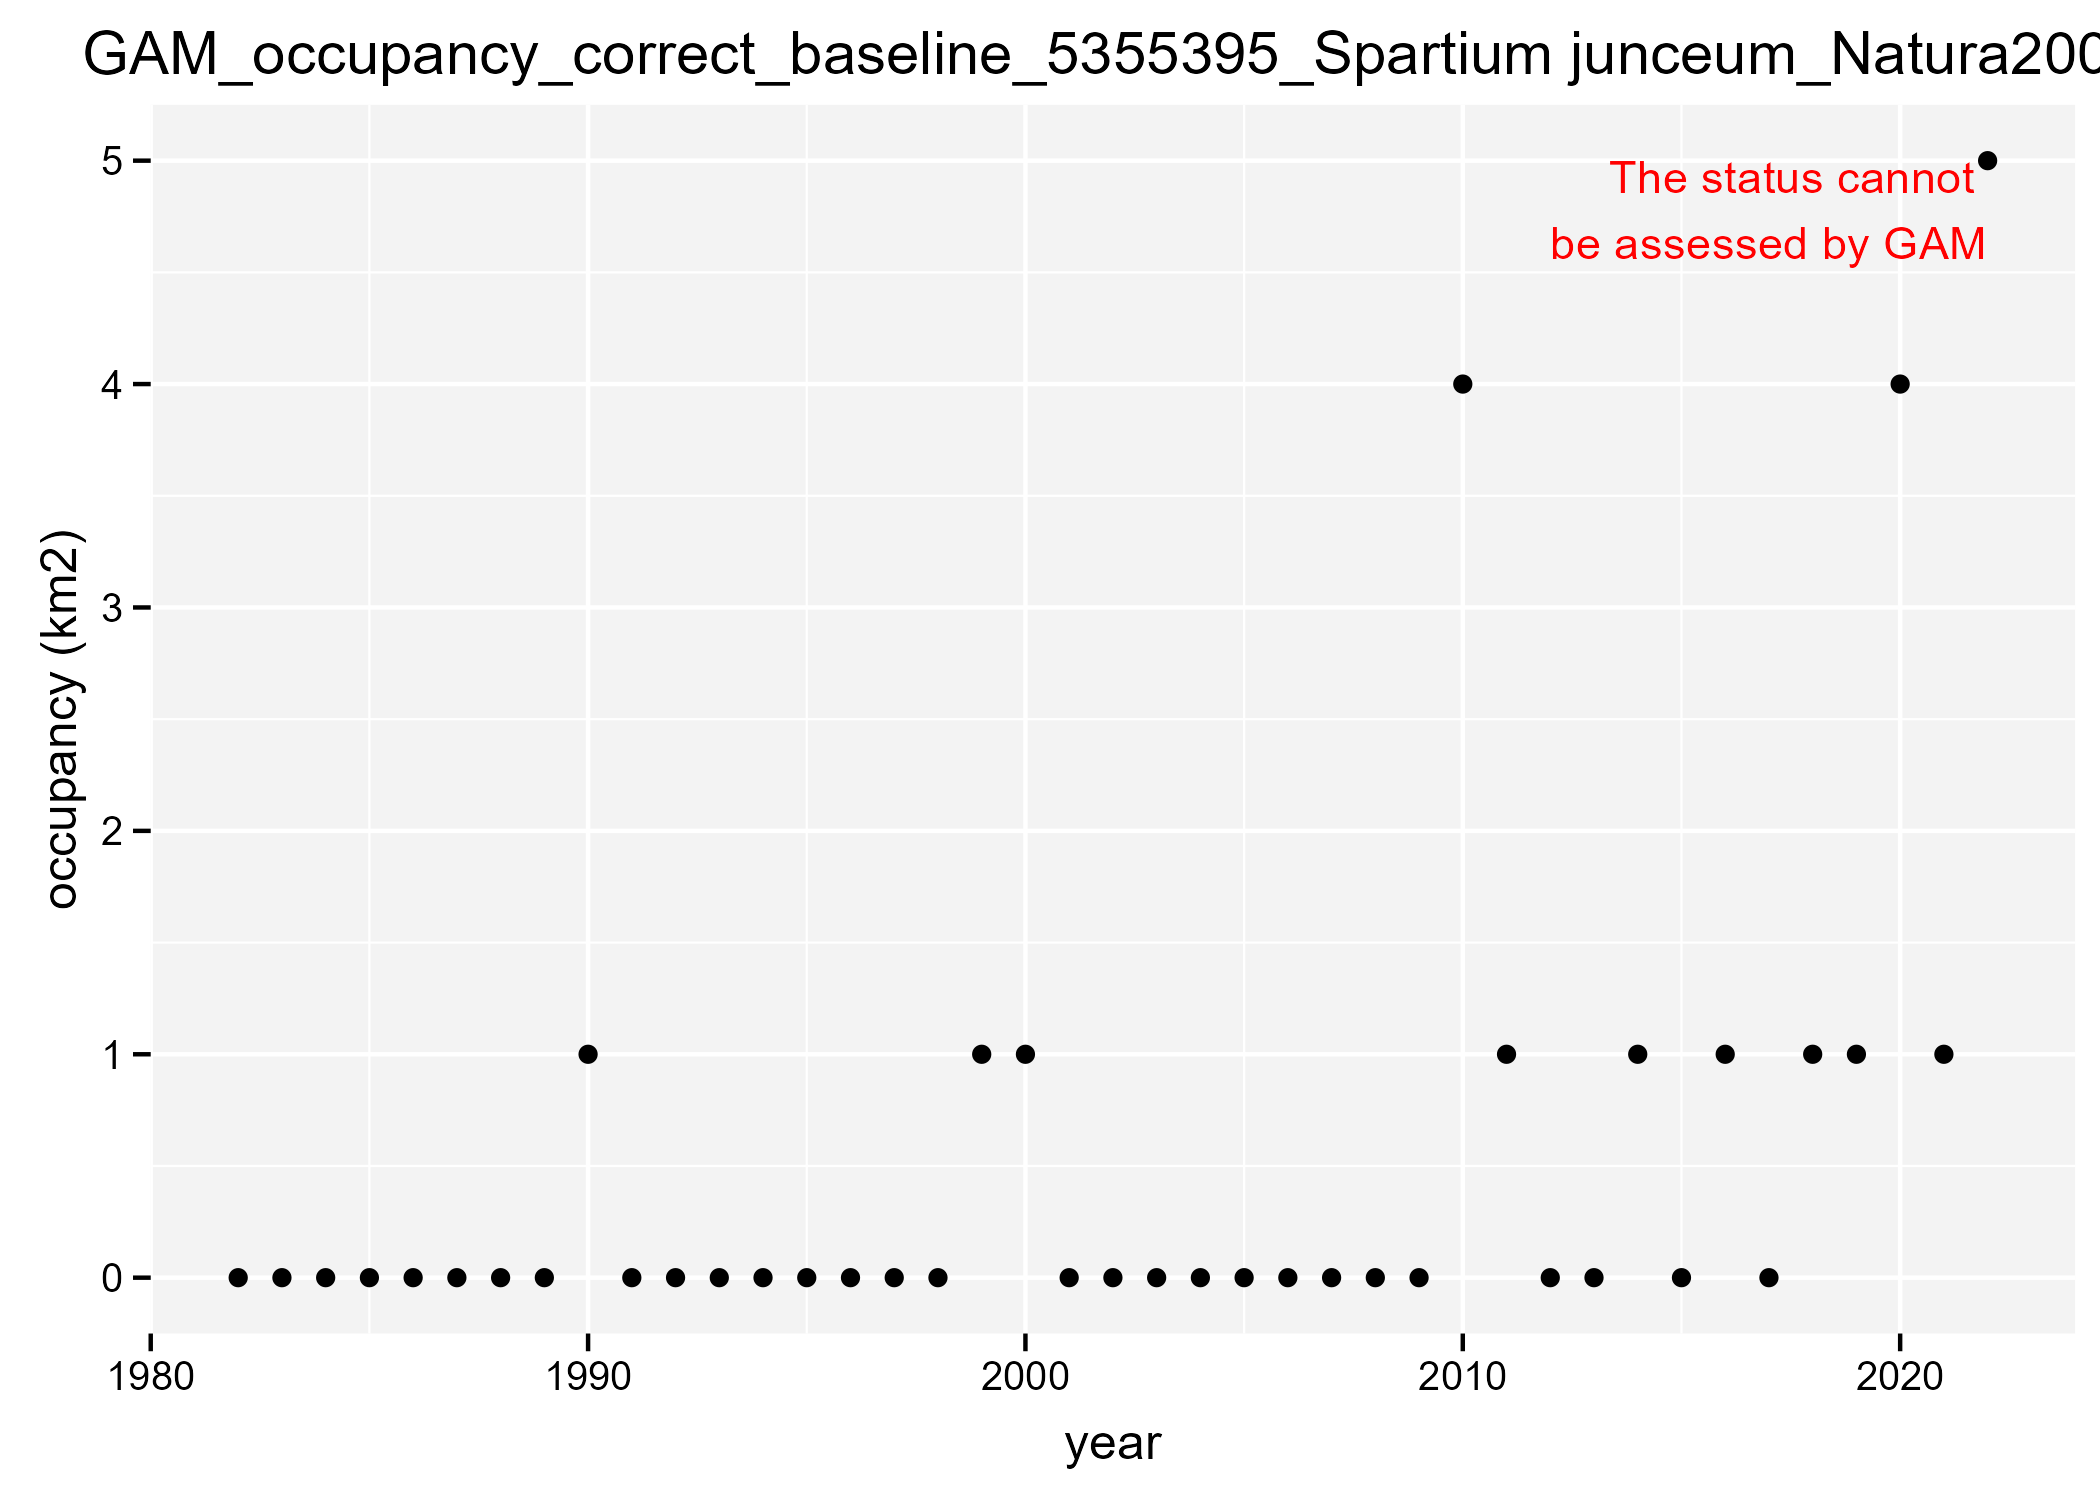 GAM_occupancy_correct_baseline_5355395_Spartium junceum_Natura200
5
The status cannot
be assessed by GAM
4
3
occupancy (km2)
2
1
0
1980 1990 2000 2010 2020
year